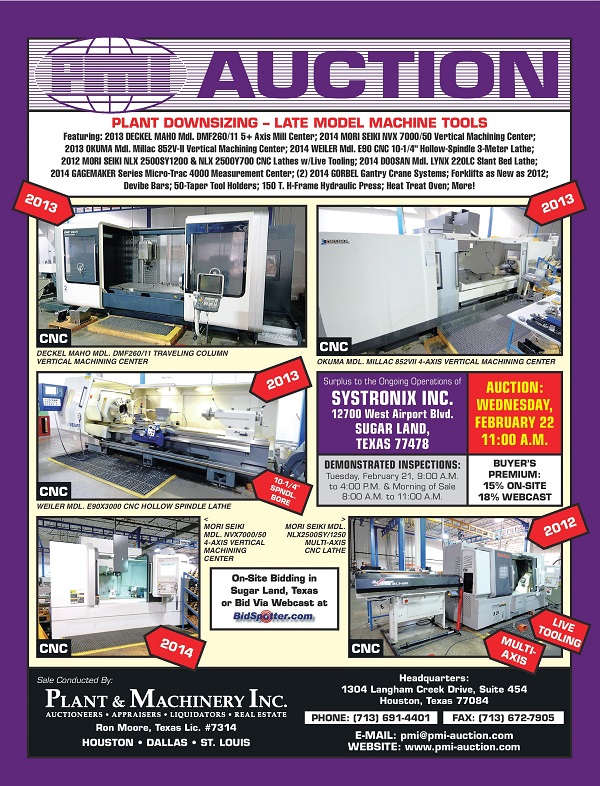 PMI AUCTION
PLANT DOWNSIZING – LATE MODEL MACHINE TOOLS
Featuring: 2013 DECKEL MAHO Mdl. DMF260/11 5+ Axis Mill Center; 2014 MORI SEIKI NVX 7000/50 Vertical Machining Center;
2013 OKUMA Mdl. Millac 852V-II Vertical Machining Center; 2014 WEILER Mdl. E90 CNC 10-1/4" Hollow-Spindle 3-Meter Lathe;
2012 MORI SEIKI NLX 2500SY1200 & NLX 2500Y700 CNC Lathes w/Live Tooling; 2014 DOOSAN Mdl. LYNX 220LC Slant Bed Lathe;
2014 GAGEMAKER Series Micro-Trac 4000 Measurement Center; (2) 2014 GORBEL Gantry Crane Systems; Forklifts as New as 2012;
Devibe Bars; 50-Taper Tool Holders; 150 T. H-Frame Hydraulic Press; Heat Treat Oven; More!
2013
2013
OKUMA
CNC
CNC
DECKEL MAHO MDL. DMF260/11 TRAVELING COLUMN
VERTICAL MACHINING CENTER
OKUMA MDL. MILLAC 852VII 4-AXIS VERTICAL MACHINING CENTER
2013
CNC
10-1/4"
SPNDL.
BORE
WEILER MDL. E90X3000 CNC HOLLOW SPINDLE LATHE
Surplus to the Ongoing Operations of
SYSTRONIX INC.
12700 West Airport Blvd.
SUGAR LAND,
TEXAS 77478
AUCTION:
WEDNESDAY,
FEBRUARY 22
11:00 A.M.
DEMONSTRATED INSPECTIONS:
Tuesday, February 21, 9:00 A.M.
to 4:00 P.M. & Morning of Sale
8:00 A.M. to 11:00 A.M.
BUYER'S
PREMIUM:
15% ON-SITE
18% WEBCAST
<
MORI SEIKI
MDL. NVX7000/50
4-AXIS VERTICAL
MACHINING
CENTER
>
MORI SEIKI MDL.
NLX2500SY/1250
MULTI-AXIS
CNC LATHE
2012
On-Site Bidding in
Sugar Land, Texas
or Bid Via Webcast at
BidSpotter.com
CNC
2014
CNC
MULTI-
AXIS
LIVE
TOOLING
Sale Conducted By:
PLANT & MACHINERY INC.
AUCTIONEERS • APPRAISERS • LIQUIDATORS • REAL ESTATE
Ron Moore, Texas Lic. #7314
HOUSTON • DALLAS • ST. LOUIS
Headquarters:
1304 Langham Creek Drive, Suite 454
Houston, Texas 77084
PHONE: (713) 691-4401 FAX: (713) 672-7905
E-MAIL: pmi@pmi-auction.com
WEBSITE: www.pmi-auction.com